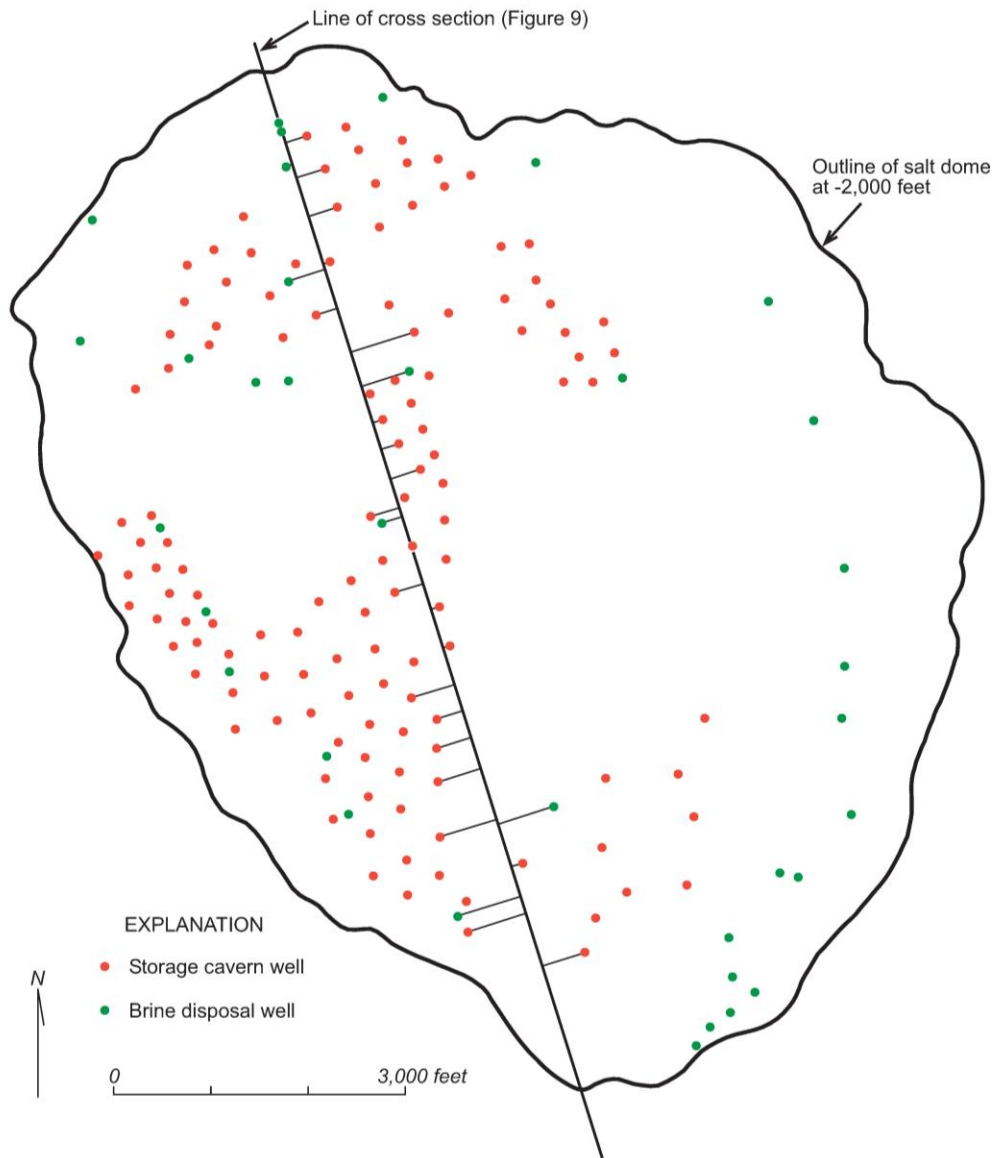 Line of cross section (Figure 9)
Outline of salt dome
at -2,000 feet
EXPLANATION
Storage cavern well
Brine disposal well
N
0
3,000 feet